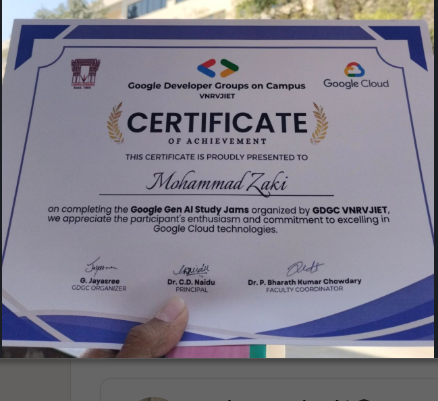 Google Developer Groups on Campus
VNRVJIET
Google Cloud
CERTIFICATE
OF ACHIEVEMENT
THIS CERTIFICATE IS PROUDLY PRESENTED TO
Mohammad Zaki
on completing the Google Gen AI Study Jams organized by GDGC VNRVJIET,
we appreciate the participant's enthusiasm and commitment to excelling in
Google Cloud technologies.
G. Jayasree
GDGC ORGANIZER
Dr. C.D. Naidu
PRINCIPAL
Dr. P. Bharath Kumar Chowdary
FACULTY COORDINATOR